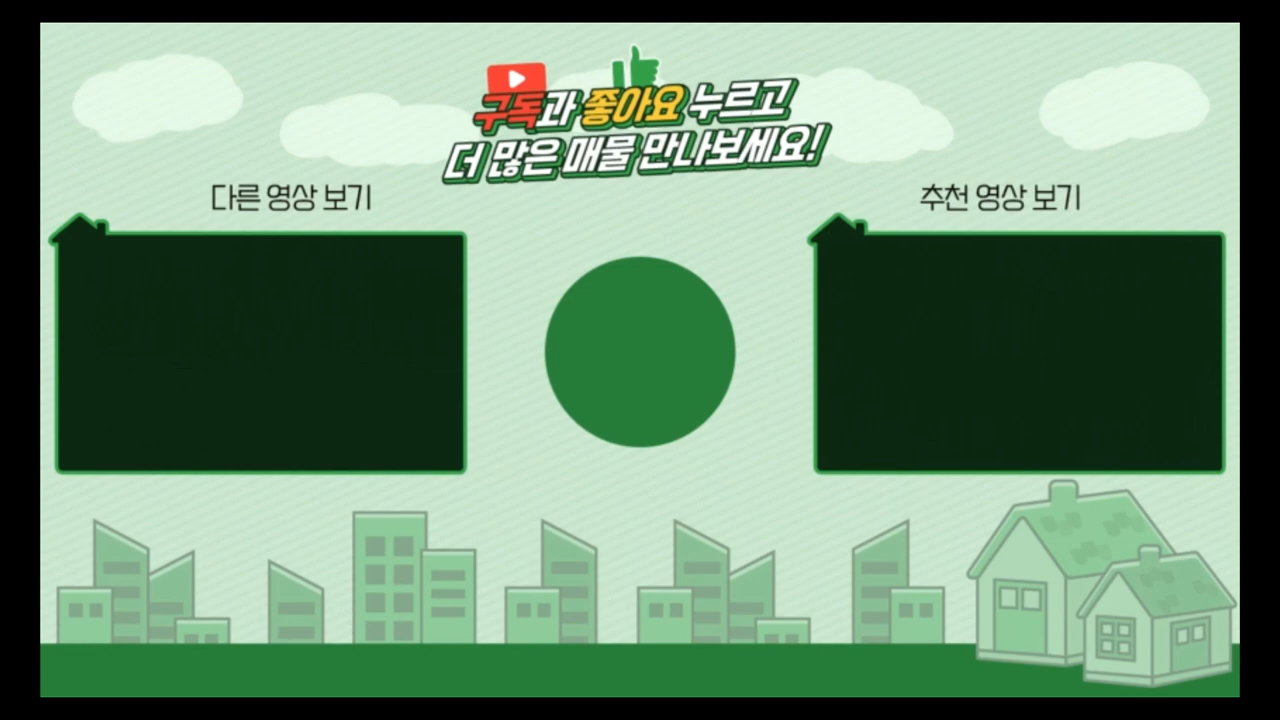 구독과 좋아요 누르고
더 많은 매물 만나보세요!
다른 영상 보기
추천 영상 보기